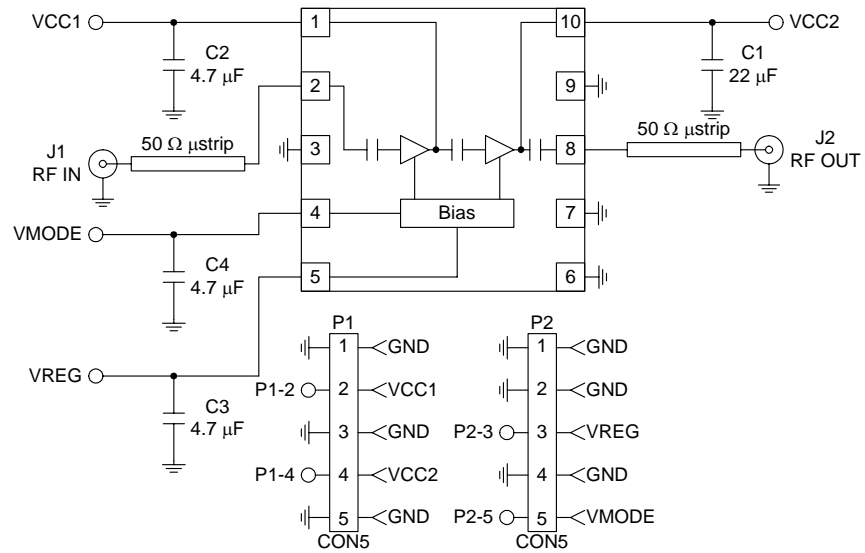 VCC1
1
10
VCC2
C2
4.7 μF
C1
22 μF
2
9
J1
RF IN
50 Ω μstrip
3
8
50 Ω μstrip
J2
RF OUT
VMODE
4
Bias
7
C4
4.7 μF
5
6
VREG
C3
4.7 μF
P1
1
GND
P1-2
2
VCC1
3
GND
P1-4
4
VCC2
5
GND
CON5
P2
1
GND
2
GND
P2-3
3
VREG
4
GND
P2-5
5
VMODE
CON5